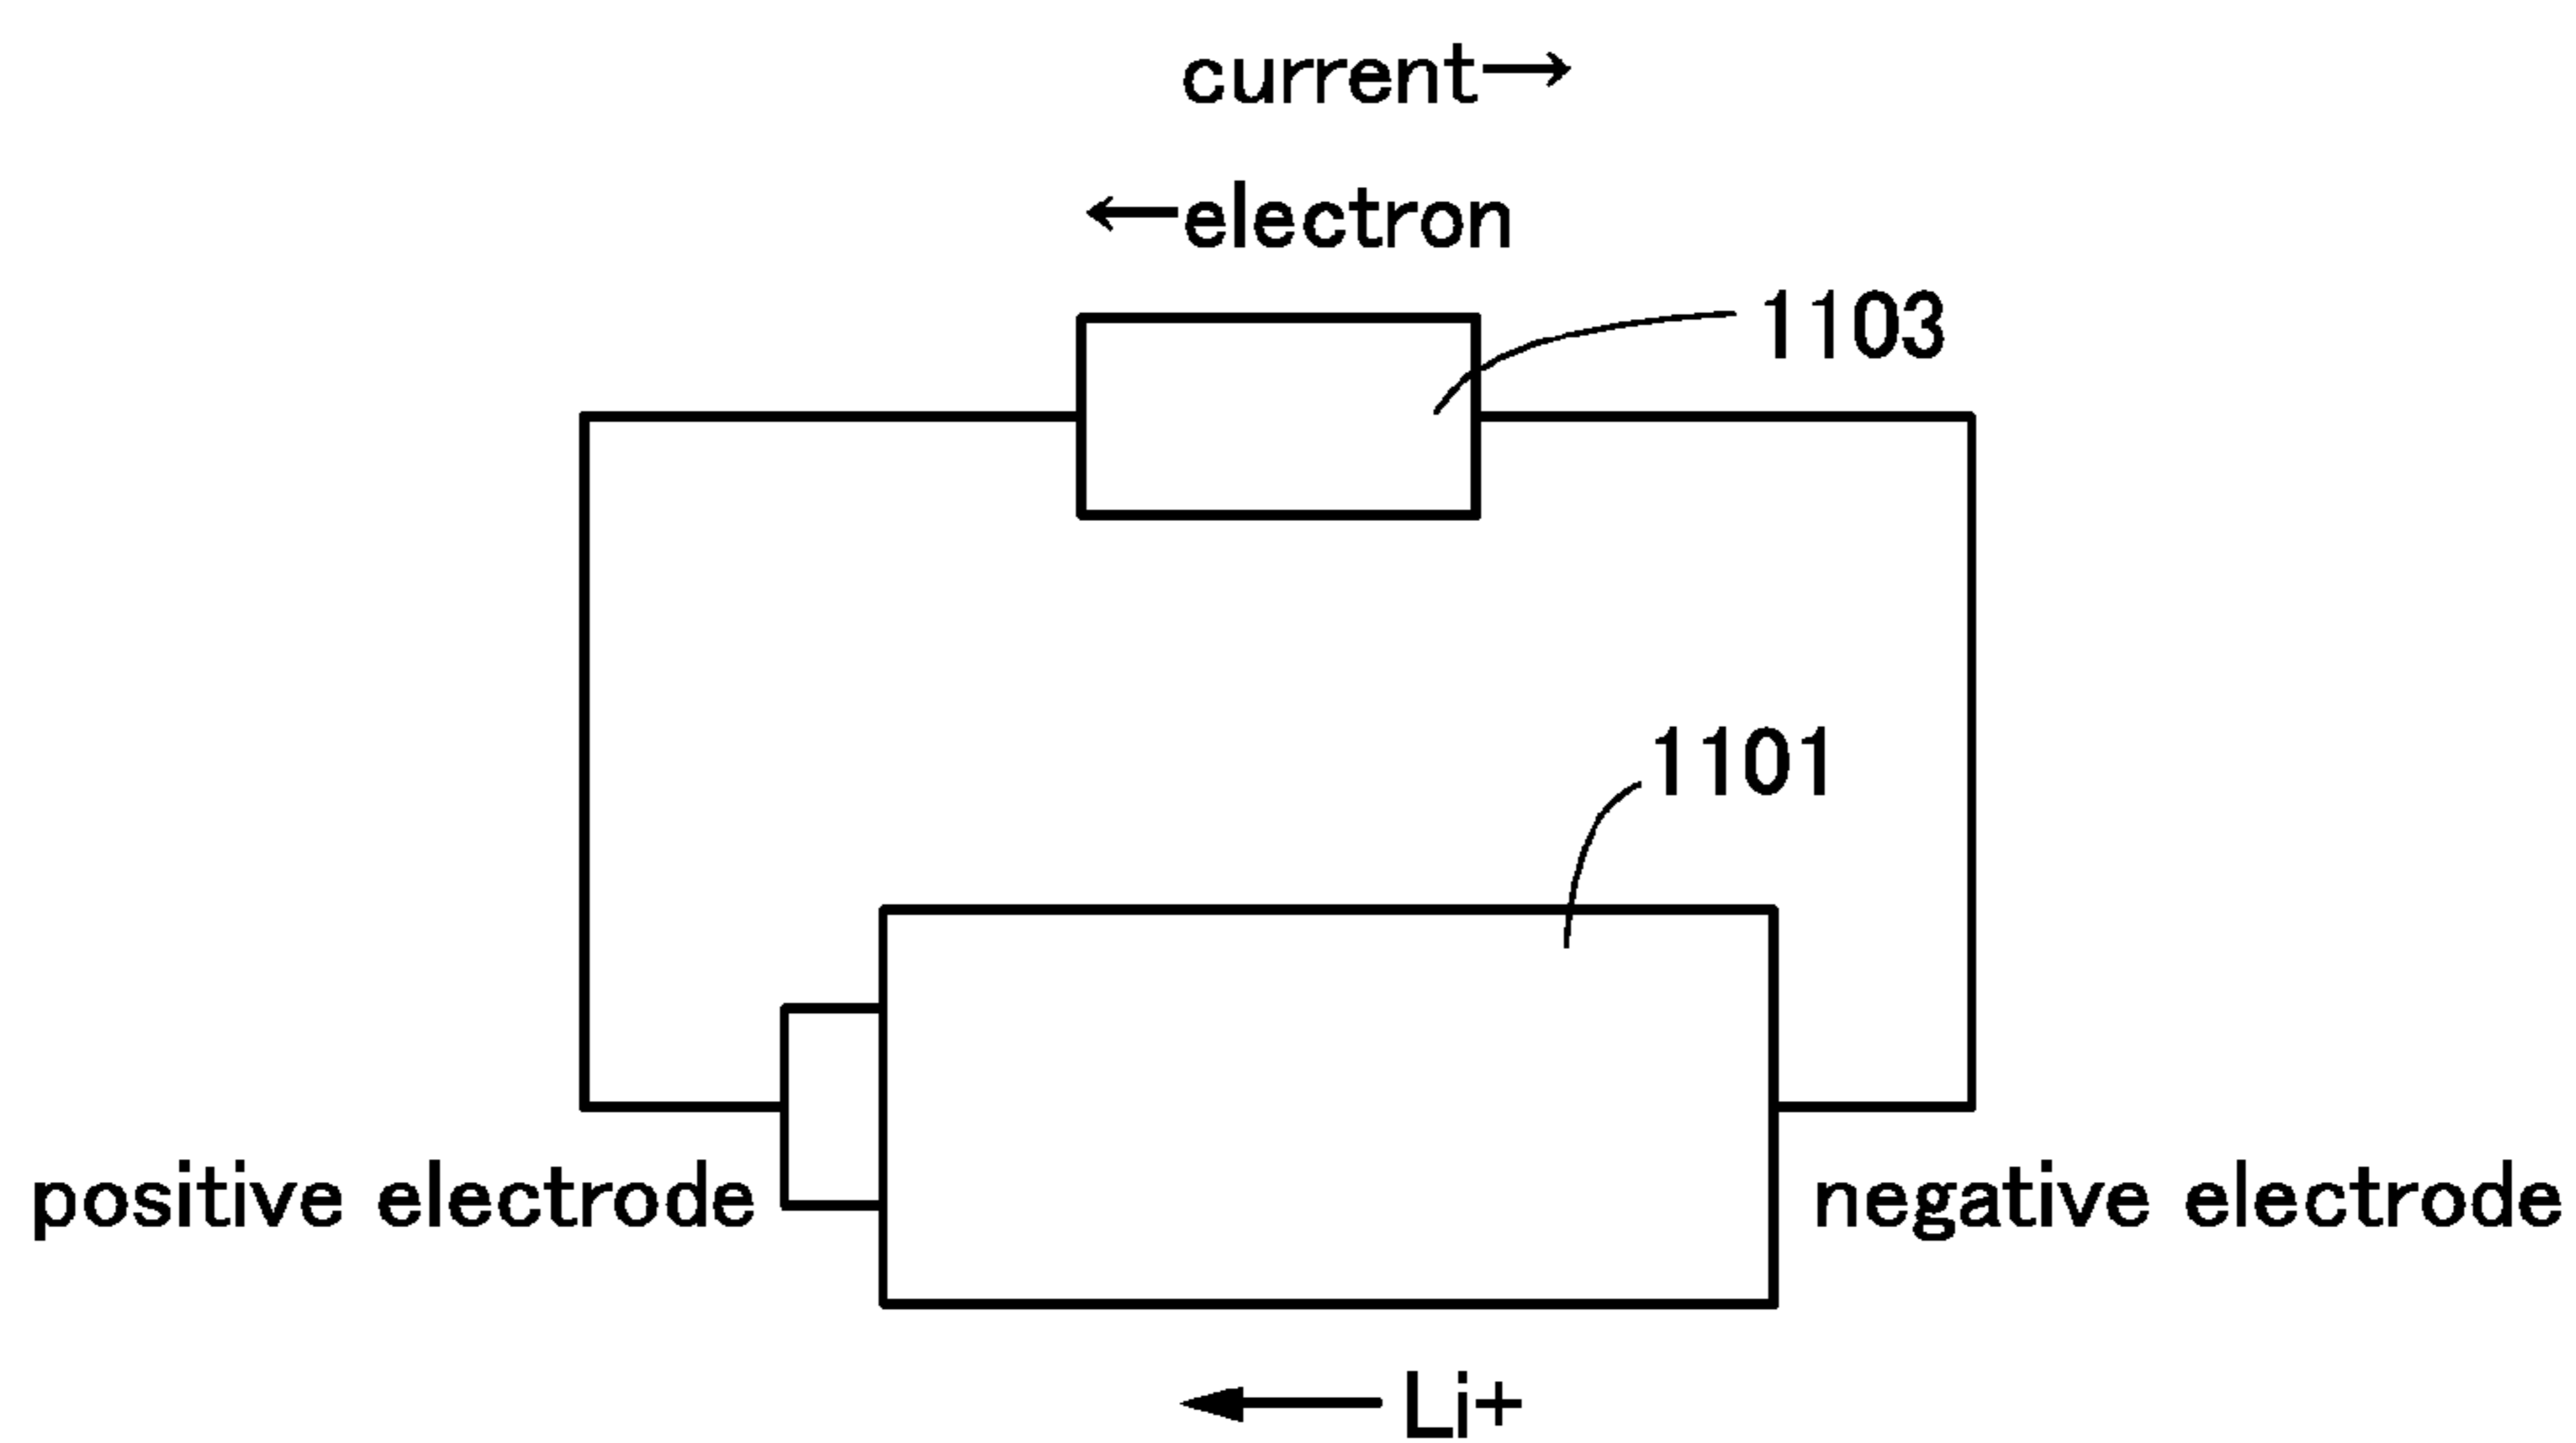 current→
←electron
1103
1101
positive electrode
negative electrode
←Li+